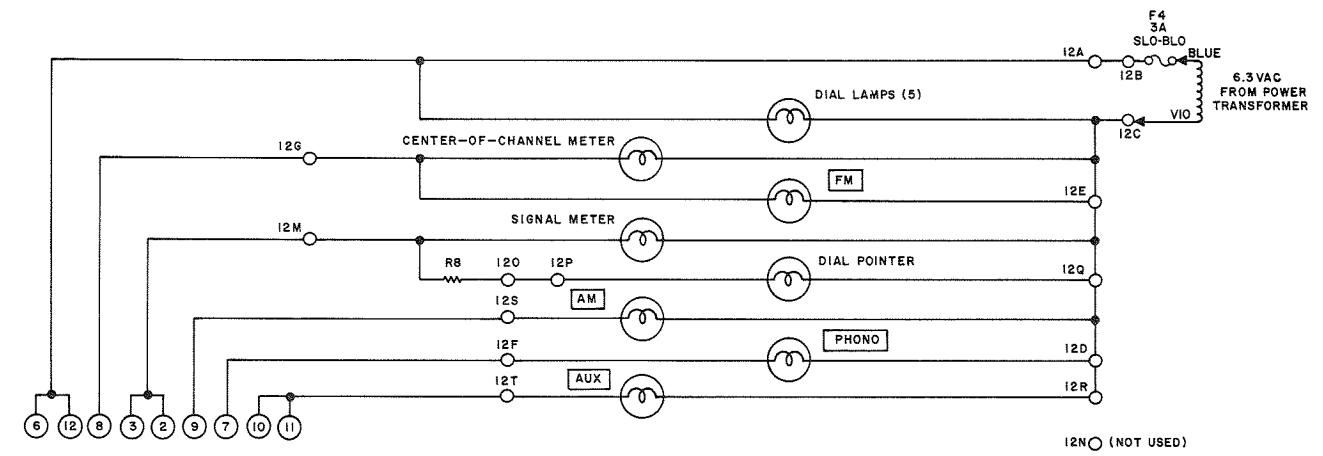 F4
3A
SLO-BLO
12A
12B
BLUE
6.3 VAC
FROM POWER
TRANSFORMER
DIAL LAMPS (5)
VIO
12C
12G
CENTER-OF-CHANNEL METER
FM
12E
SIGNAL METER
12M
R8
12O
12P
DIAL POINTER
12Q
12S
AM
12F
PHONO
12D
12T
AUX
12R
6
12
8
3
2
9
7
10
11
12N (NOT USED)